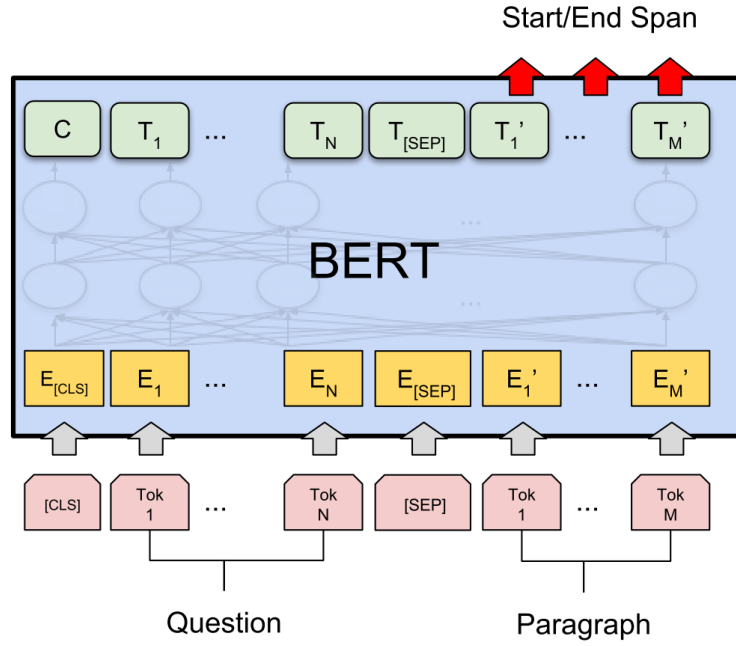 Start/End Span
C T1 ... TN T[SEP] T1’ ... TM’
...
BERT
...
E[CLS] E1 ... EN E[SEP] E1’ ... EM’
[CLS] Tok 1 ... Tok N [SEP] Tok 1 ... Tok M
Question Paragraph